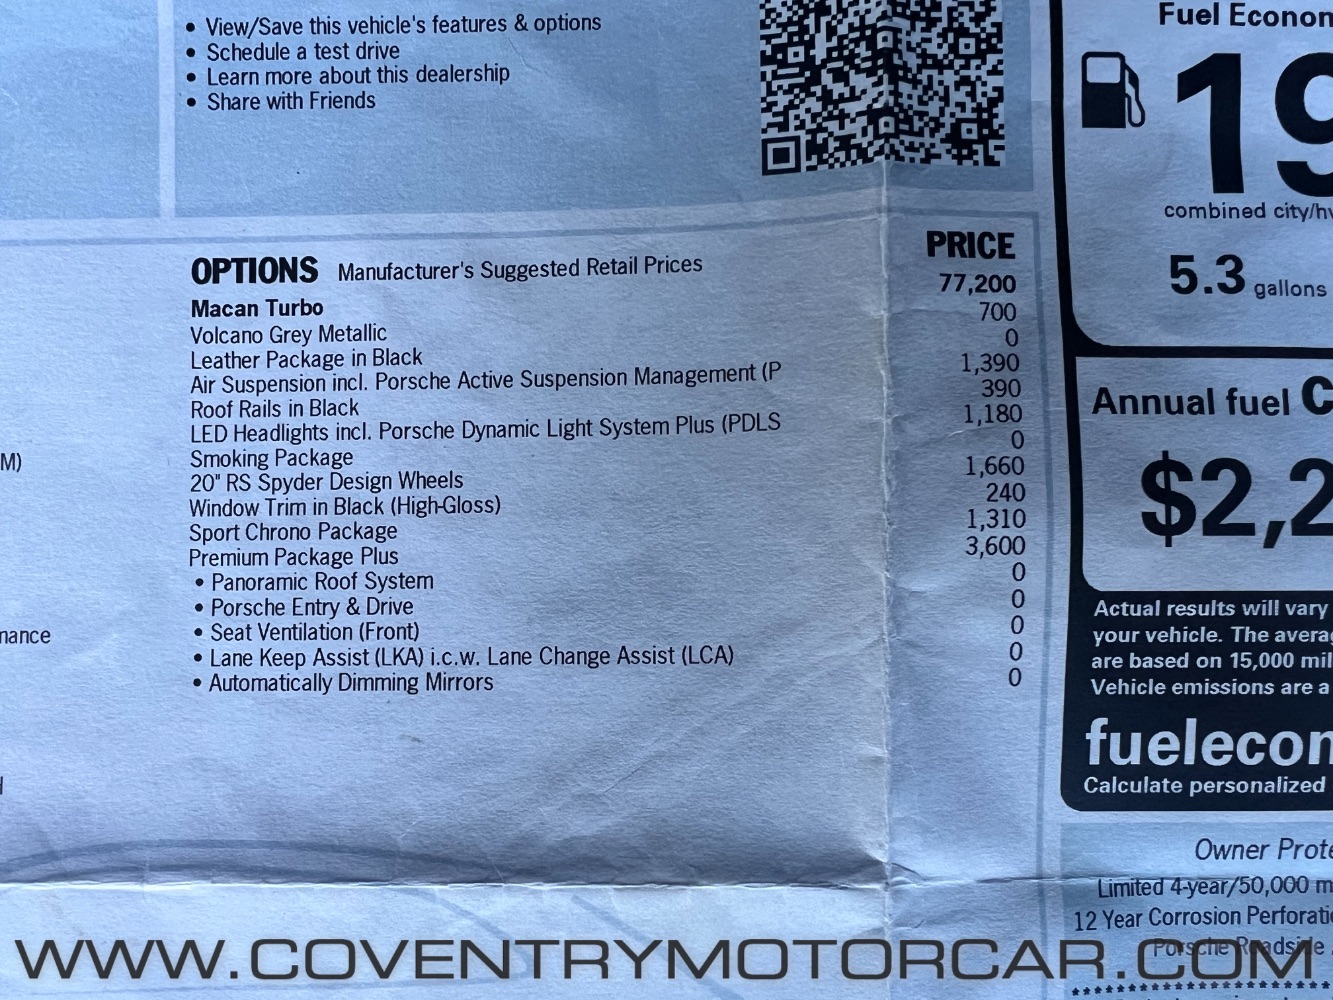 • View/Save this vehicle's features & options
• Schedule a test drive
• Learn more about this dealership
• Share with Friends
Fuel Econom
19
combined city/hw
5.3 gallons
OPTIONS Manufacturer's Suggested Retail Prices PRICE
Macan Turbo 77,200
Volcano Grey Metallic 700
Leather Package in Black 0
Air Suspension incl. Porsche Active Suspension Management (P 1,390
Roof Rails in Black 390
LED Headlights incl. Porsche Dynamic Light System Plus (PDLS 1,180
Smoking Package 0
20" RS Spyder Design Wheels 1,660
Window Trim in Black (High-Gloss) 240
Sport Chrono Package 1,310
Premium Package Plus 3,600
• Panoramic Roof System 0
• Porsche Entry & Drive 0
• Seat Ventilation (Front) 0
• Lane Keep Assist (LKA) i.c.w. Lane Change Assist (LCA) 0
• Automatically Dimming Mirrors 0
M)
nance
Annual fuel c
$2,2
Actual results will vary
your vehicle. The avera
are based on 15,000 mil
Vehicle emissions are a
fuelecon
Calculate personalized
Owner Prote
Limited 4-year/50,000 m
12 Year Corrosion Perforati
Porsche Roadside
WWW.COVENTRYMOTORCAR.COM